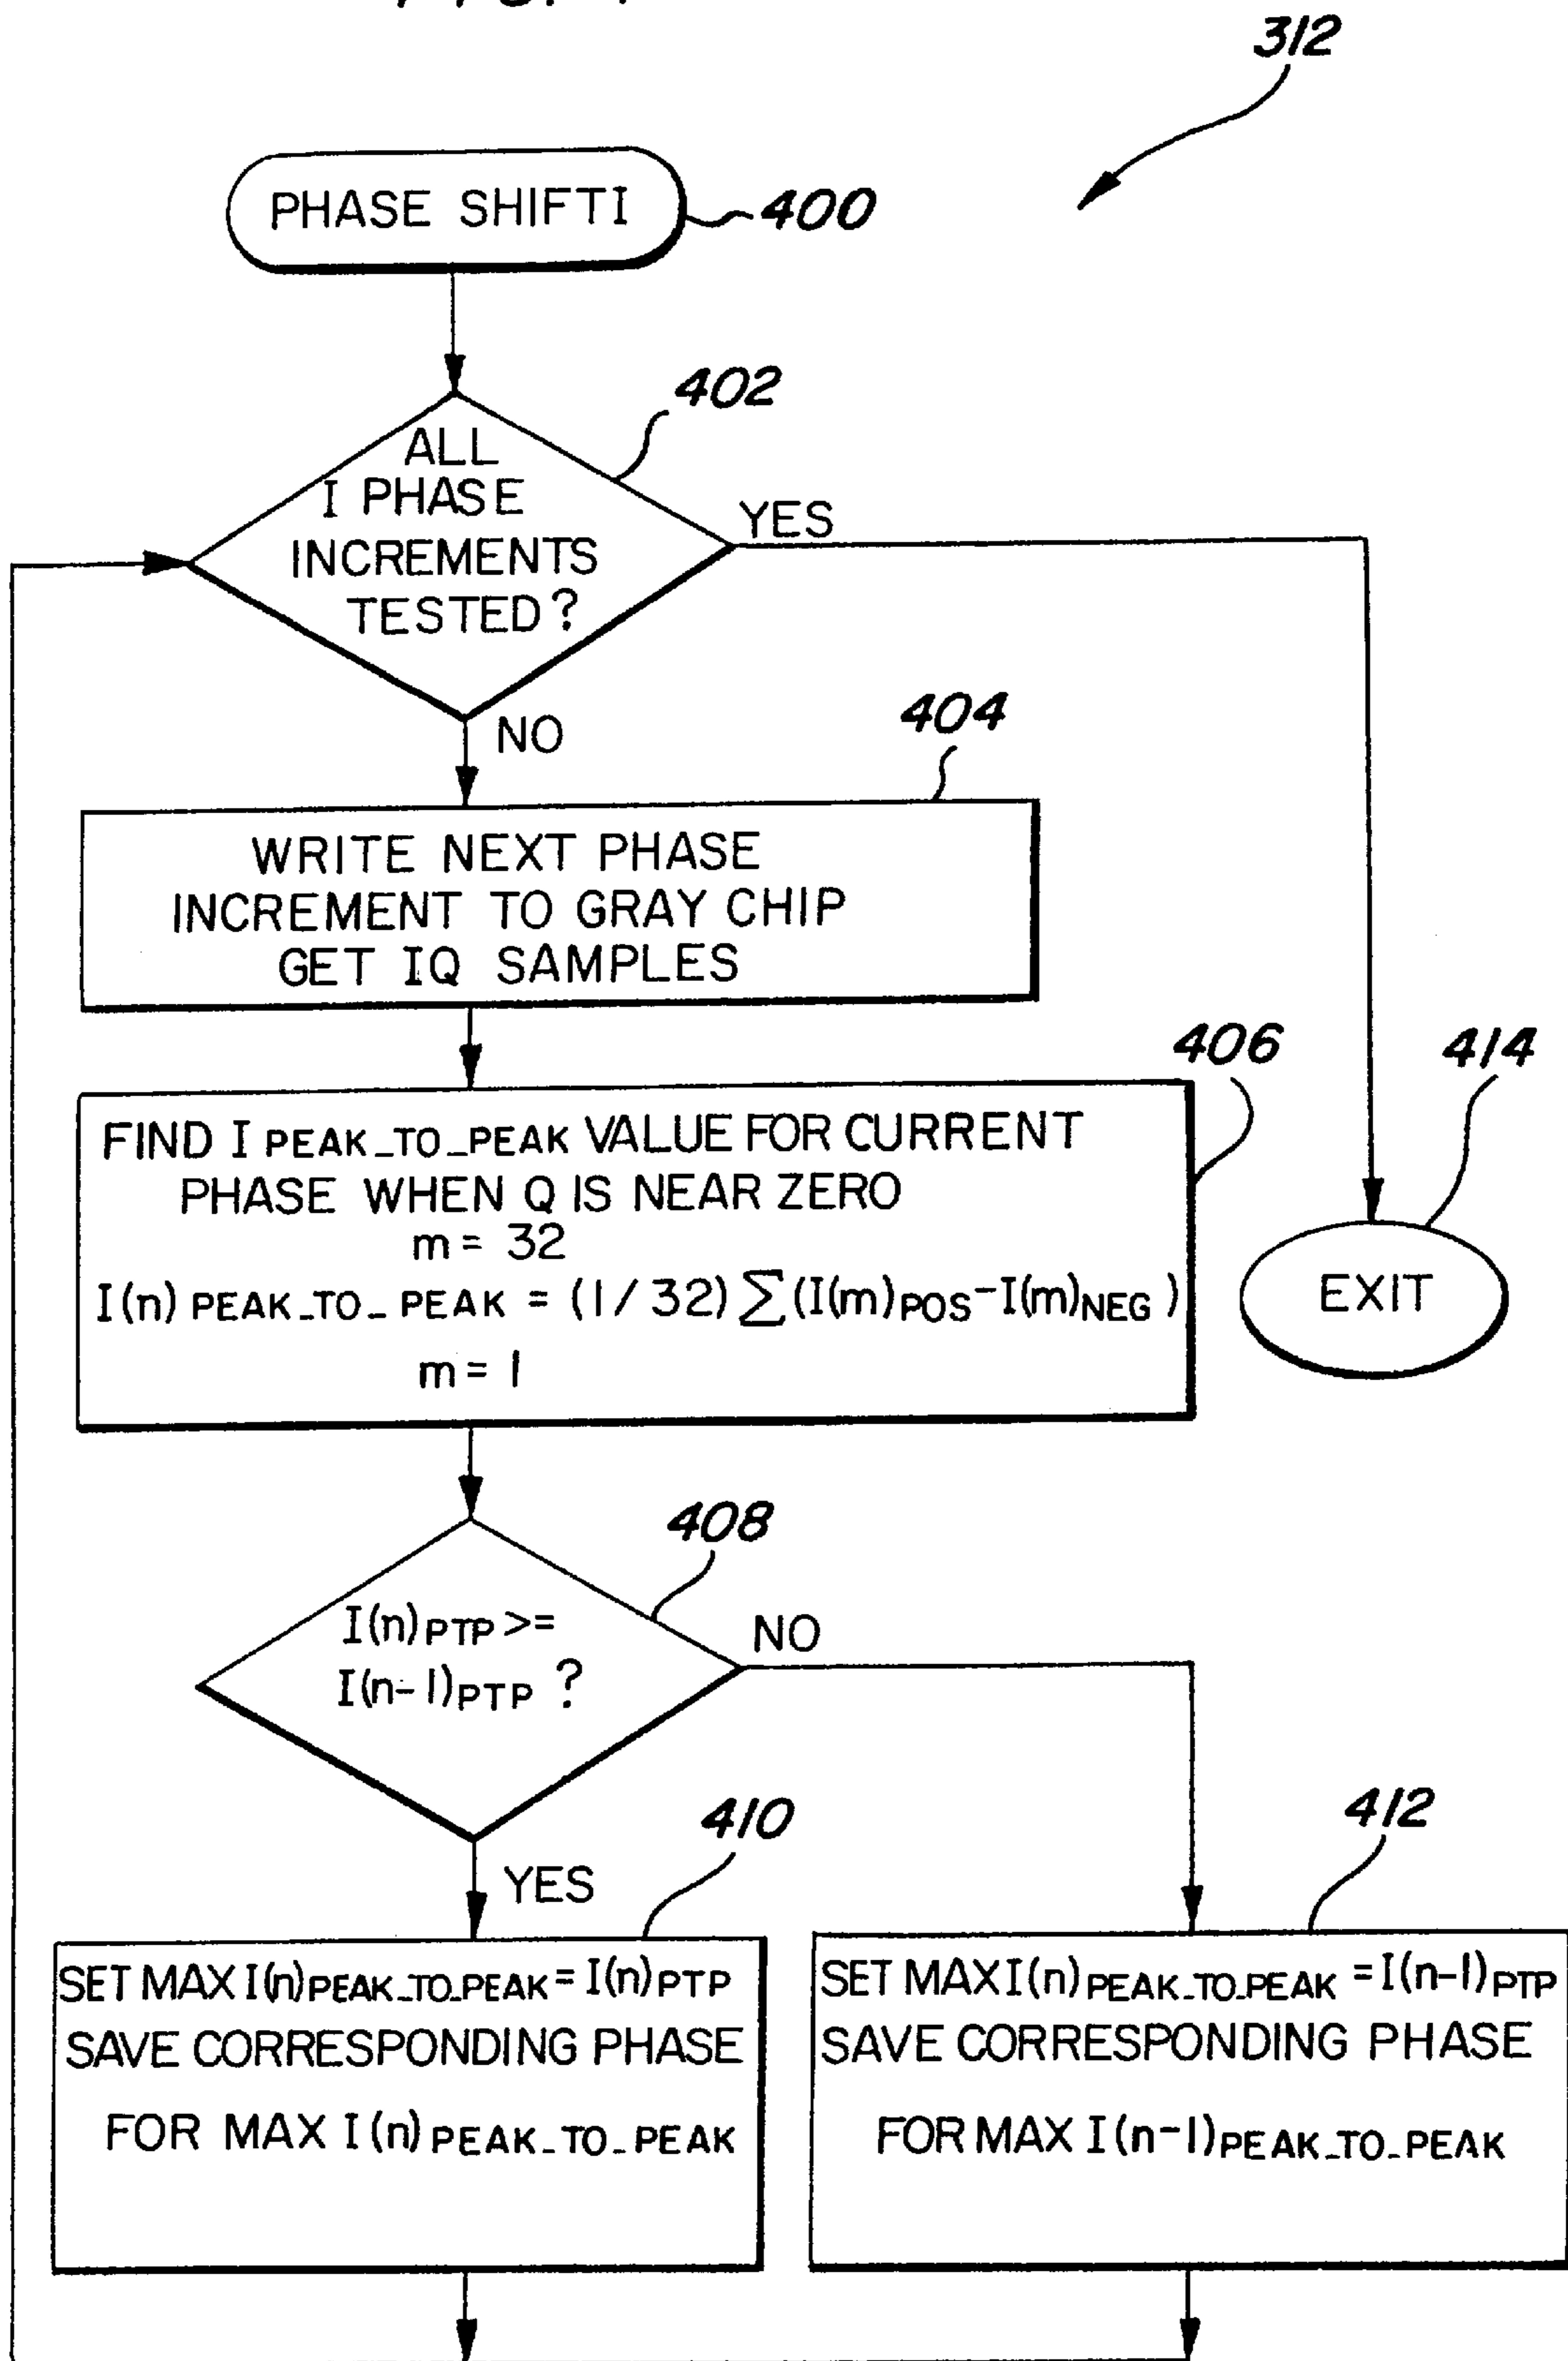 312
PHASE SHIFTI
400
402
ALL
I PHASE
INCREMENTS
TESTED?
YES
NO
404
WRITE NEXT PHASE
INCREMENT TO GRAY CHIP
GET IQ SAMPLES
406
414
FIND I PEAK_TO_PEAK VALUE FOR CURRENT
PHASE WHEN Q IS NEAR ZERO
m = 32
I(n) PEAK_TO_PEAK = (1/32) ∑(I(m)POS-I(m)NEG)
m = 1
EXIT
408
I(n)PTP >=
I(n-1)PTP ?
NO
YES
410
412
SET MAX I(n)PEAK_TO_PEAK = I(n)PTP
SAVE CORRESPONDING PHASE
FOR MAX I(n)PEAK_TO_PEAK
SET MAX I(n)PEAK_TO_PEAK = I(n-1)PTP
SAVE CORRESPONDING PHASE
FOR MAX I(n-1)PEAK_TO_PEAK